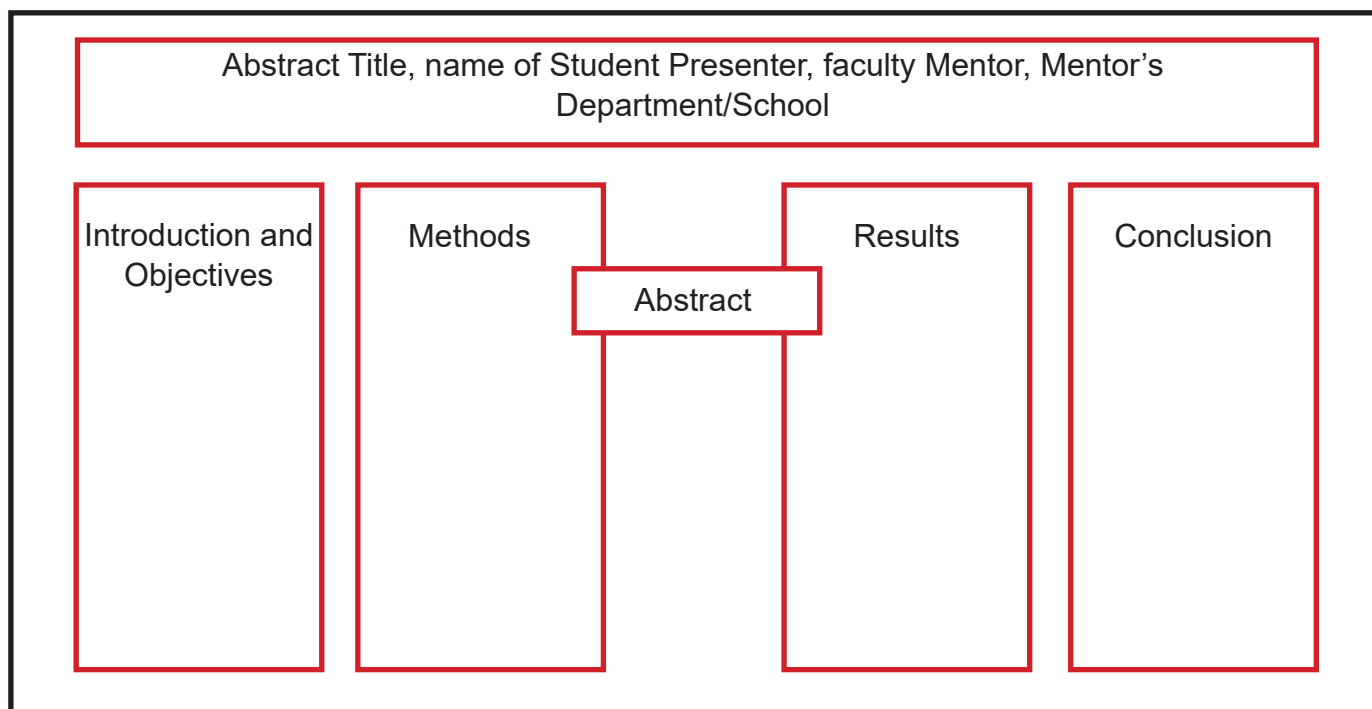 Abstract Title, name of Student Presenter, faculty Mentor, Mentor’s
Department/School
Introduction and
Objectives
Methods
Abstract
Results
Conclusion